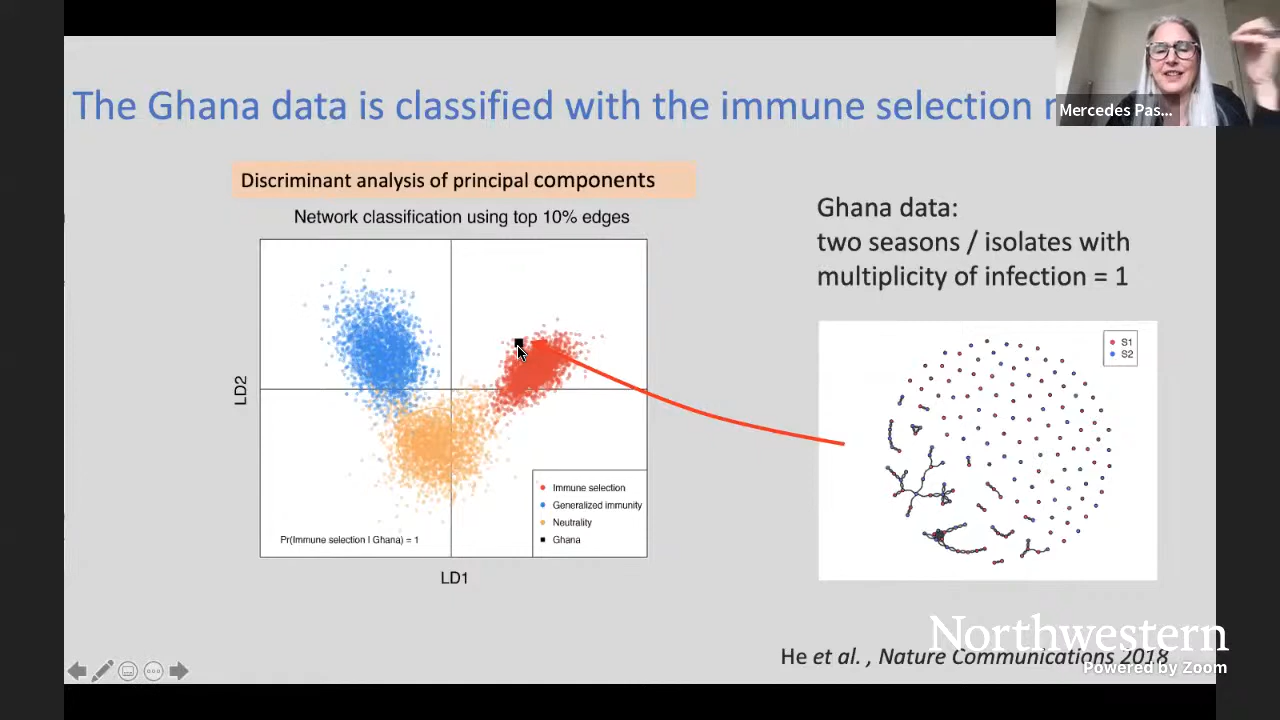 The Ghana data is classified with the immune selection
Mercedes Pas...
Discriminant analysis of principal components
Network classification using top 10% edges
Ghana data:
two seasons / isolates with
multiplicity of infection = 1
LD2
S1
S2
Immune selection
Generalized immunity
Neutrality
Ghana
Pr(Immune selection | Ghana) = 1
LD1
Northwestern
He et al. , Nature Communications 2018
Powered by Zoom